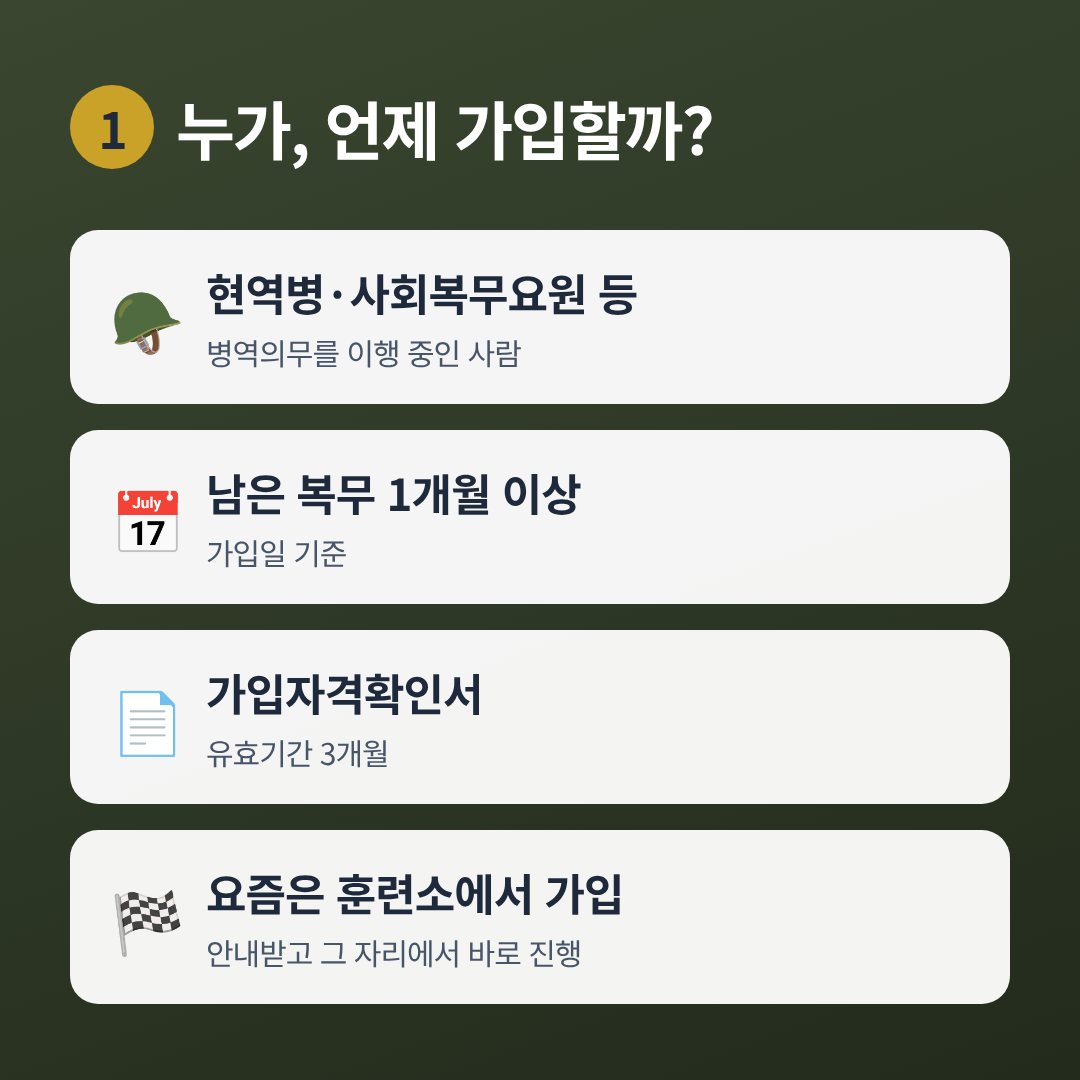 1 누가, 언제 가입할까?
현역병·사회복무요원 등
병역의무를 이행 중인 사람
July
17
남은 복무 1개월 이상
가입일 기준
가입자격확인서
유효기간 3개월
요즘은 훈련소에서 가입
안내받고 그 자리에서 바로 진행